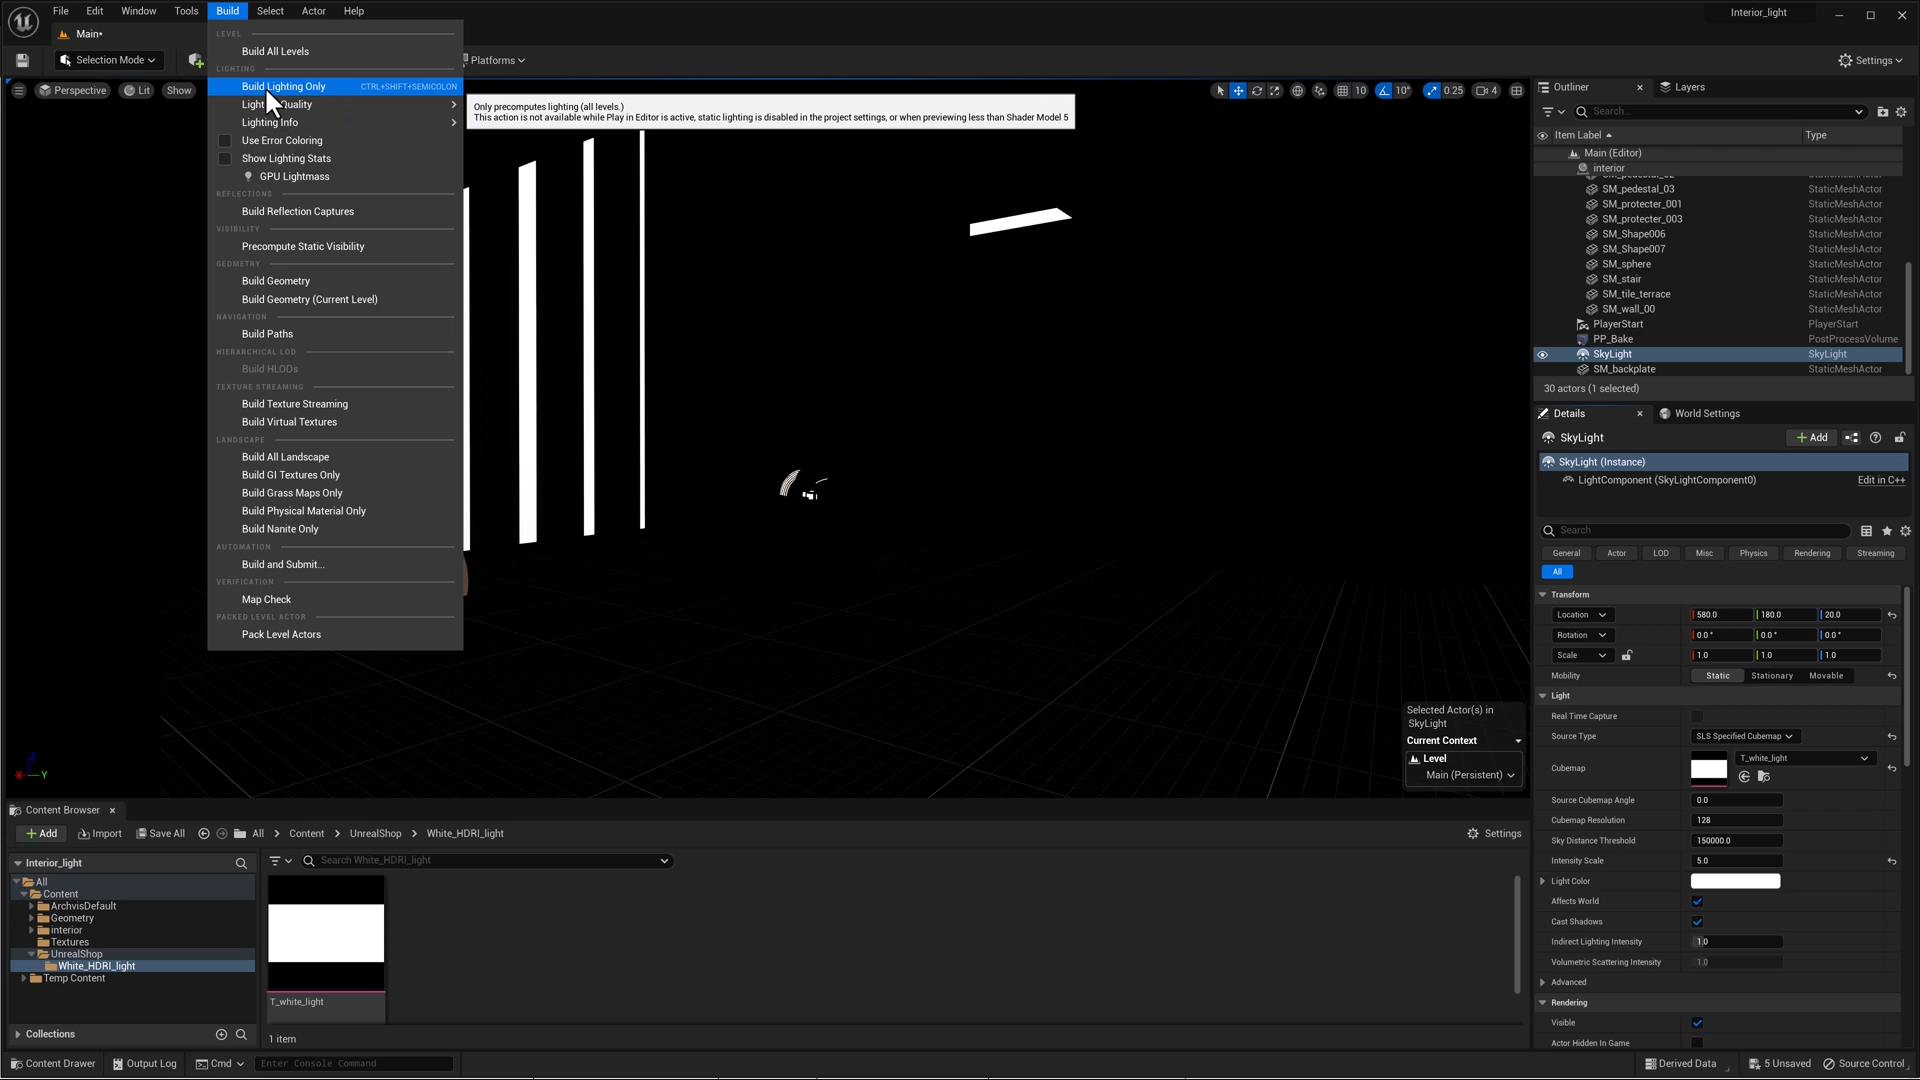 File Edit Window Tools Build Select Actor Help
Interior_light
Main*
Selection Mode
Platforms
Settings
Perspective Lit Show
10 10° 0.25 4
LEVEL
Build All Levels
LIGHTING
Build Lighting Only CTRL+SHIFT+SEMICOLON
Lighting Info
Use Error Coloring
Show Lighting Stats
GPU Lightmass
REFLECTIONS
Build Reflection Captures
VISIBILITY
Precompute Static Visibility
GEOMETRY
Build Geometry
Build Geometry (Current Level)
NAVIGATION
Build Paths
HIERARCHICAL LOD
Build HLODs
TEXTURE STREAMING
Build Texture Streaming
Build Virtual Textures
LANDSCAPE
Build All Landscape
Build GI Textures Only
Build Grass Maps Only
Build Physical Material Only
Build Nanite Only
AUTOMATION
Build and Submit...
VERIFICATION
Map Check
PACKED LEVEL ACTOR
Pack Level Actors
Only precomputes lighting (all levels.)
This action is not available while Play in Editor is active, static lighting is disabled in the project settings, or when previewing less than Shader Model 5
Selected Actor(s) in
SkyLight
Current Context
Level
Main (Persistent)
X Y Z
Outliner Layers
Search...
Item Label Type
Main (Editor)
interior
SM_pedestal_03 StaticMeshActor
SM_protecter_001 StaticMeshActor
SM_protecter_003 StaticMeshActor
SM_Shape006 StaticMeshActor
SM_Shape007 StaticMeshActor
SM_sphere StaticMeshActor
SM_stair StaticMeshActor
SM_tile_terrace StaticMeshActor
SM_wall_00 StaticMeshActor
PlayerStart PlayerStart
PP_Bake PostProcessVolume
SkyLight SkyLight
SM_backplate StaticMeshActor
30 actors (1 selected)
Details World Settings
SkyLight
Add
SkyLight (Instance)
LightComponent (SkyLightComponent0) Edit in C++
Search
General Actor LOD Misc Physics Rendering Streaming
All
Transform
Location 580.0 180.0 20.0
Rotation 0.0° 0.0° 0.0°
Scale 1.0 1.0 1.0
Mobility Static Stationary Movable
Light
Real Time Capture
Source Type SLS Specified Cubemap
Cubemap T_white_light
Source Cubemap Angle 0.0
Cubemap Resolution 128
Sky Distance Threshold 150000.0
Intensity Scale 5.0
Light Color
Affects World
Cast Shadows
Indirect Lighting Intensity 1.0
Volumetric Scattering Intensity 1.0
Advanced
Rendering
Visible
Actor Hidden In Game
Content Browser
Add Import Save All All Content UnrealShop White_HDRI_light Settings
Interior_light
Search White_HDRI_light
All
Content
ArchvisDefault
Geometry
interior
Textures
UnrealShop
White_HDRI_light
Temp Content
T_white_light
Collections
1 item
Content Drawer Output Log Cmd Enter Console Command
Derived Data 5 Unsaved Source Control